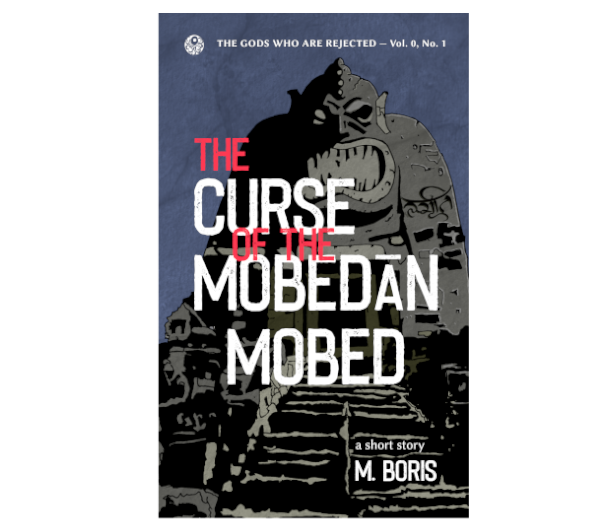 THE GODS WHO ARE REJECTED — Vol. 0, No. 1
THE
CURSE
OF THE
MOBEDĀN
MOBED
a short story
M. BORIS